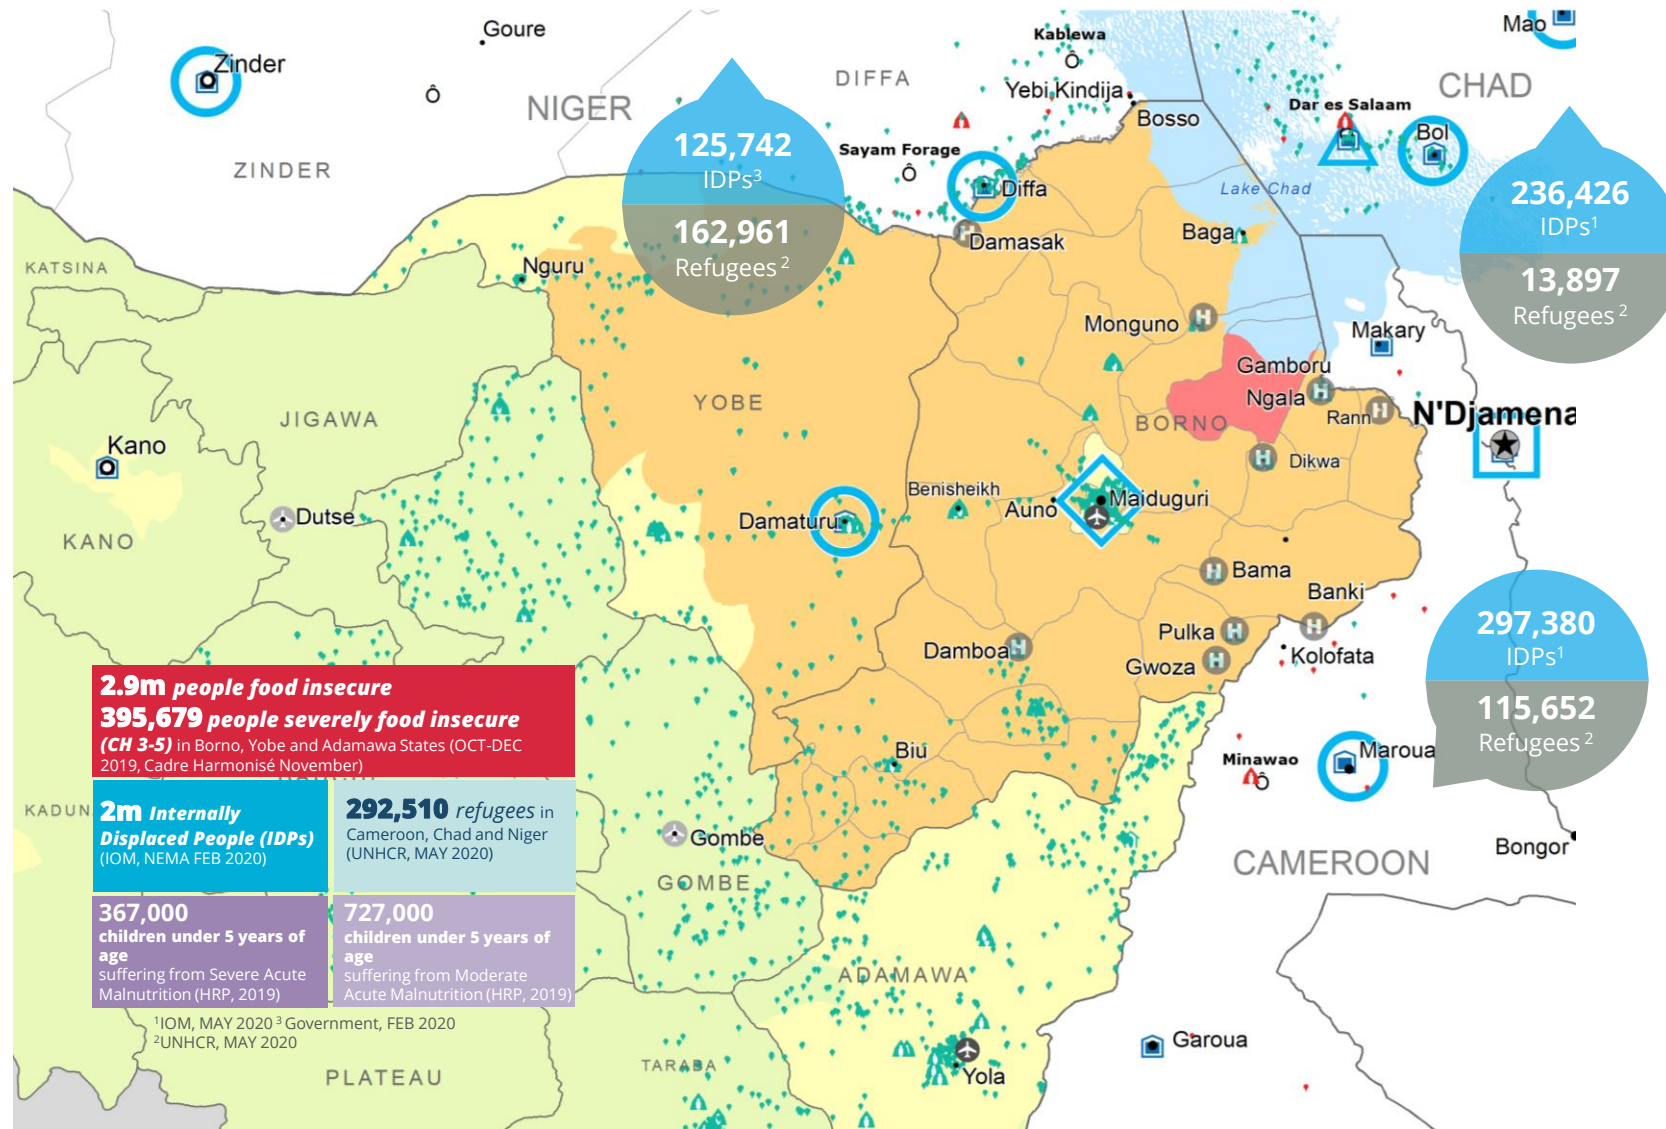 Goure
Zinder
Ô
NIGER
ZINDER
DIFFA
Kablewa
Ô
Yebi Kindija
Bosso
Mao
CHAD
Dar es Salaam
Bol
125,742
IDPs³
162,961
Refugees ²
Sayam Forage
Ô
Diffa
Lake Chad
236,426
IDPs¹
13,897
Refugees ²
Damasak
Baga
KATSINA
Nguru
Monguno
Makary
Gamboru
Ngala
Rann
N'Djamena
YOBE
JIGAWA
BORNO
Kano
Dikwa
Benisheikh
Auno
Maiduguri
Dutse
Damaturu
KANO
Bama
Banki
Pulka
Gwoza
Damboa
Kolofata
297,380
IDPs¹
115,652
Refugees ²
2.9m people food insecure
395,679 people severely food insecure
(CH 3-5) in Borno, Yobe and Adamawa States (OCT-DEC
2019, Cadre Harmonisé November)
Biu
Minawao
Ô
Maroua
KADUN
2m Internally
Displaced People (IDPs)
(IOM, NEMA FEB 2020)
292,510 refugees in
Cameroon, Chad and Niger
(UNHCR, MAY 2020)
Gombe
GOMBE
CAMEROON
Bongor
367,000
children under 5 years of
age
suffering from Severe Acute
Malnutrition (HRP, 2019)
727,000
children under 5 years of
age
suffering from Moderate
Acute Malnutrition (HRP, 2019)
ADAMAWA
¹IOM, MAY 2020 ³ Government, FEB 2020
²UNHCR, MAY 2020
Garoua
PLATEAU
TARABA
Yola
H
H
H
H
H
H
H
H
H
H